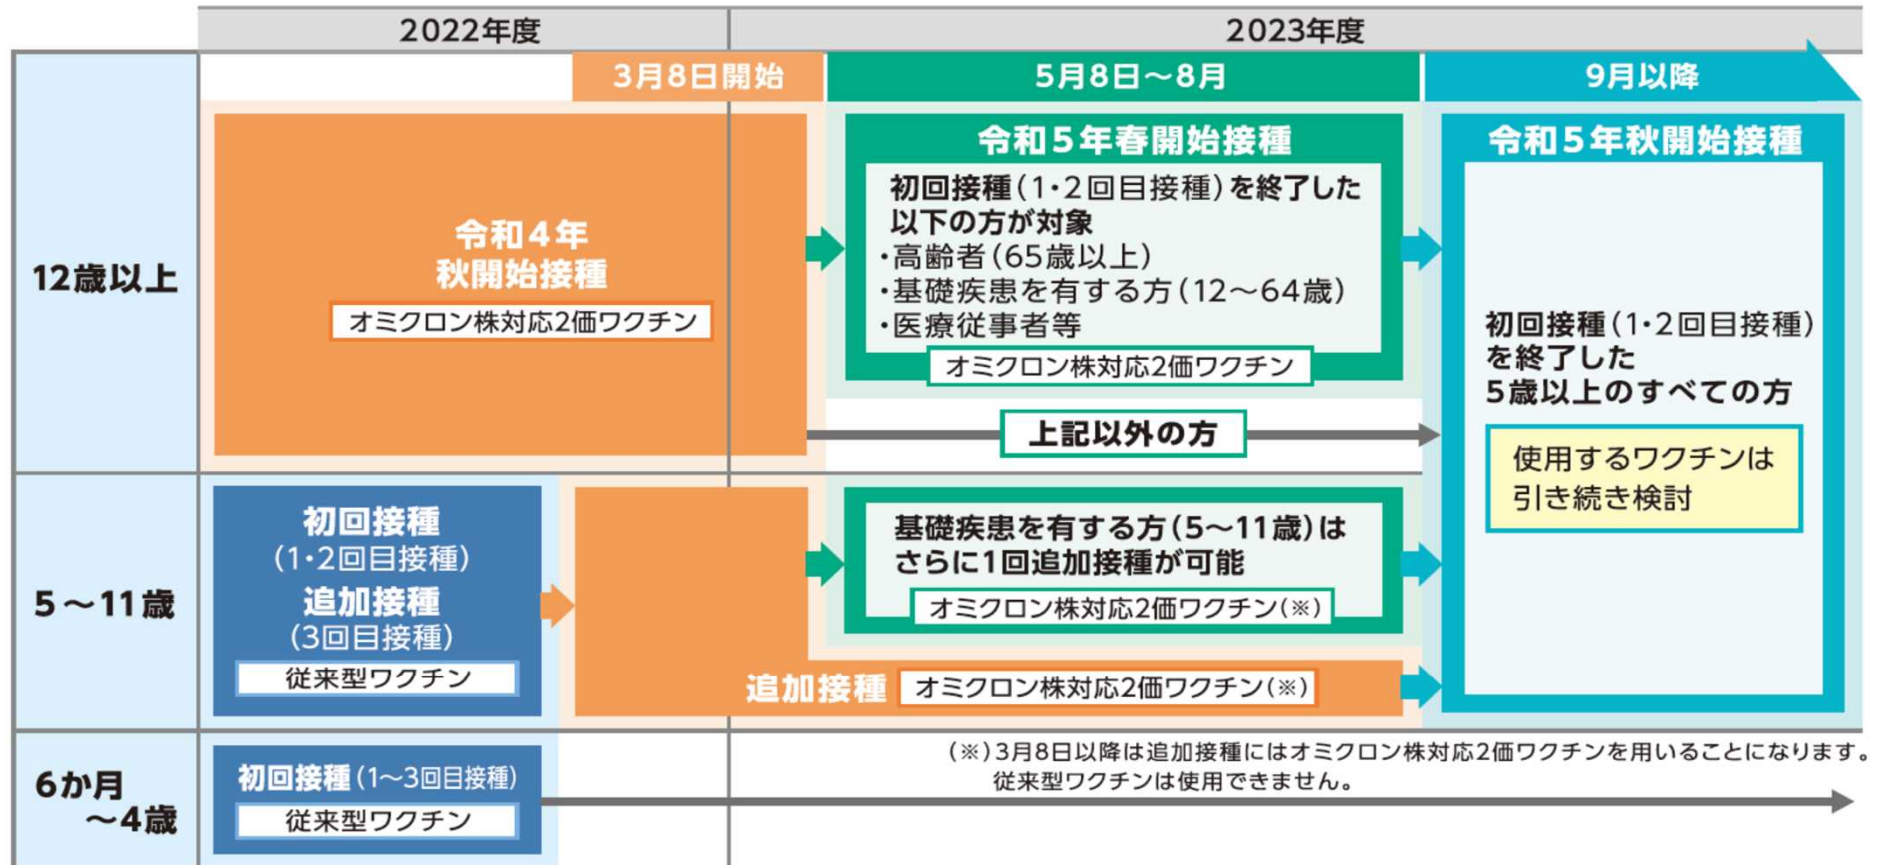 2022年度
2023年度
3月8日開始
5月8日～8月
9月以降
12歳以上
令和4年
秋開始接種
オミクロン株対応2価ワクチン
令和5年春開始接種
初回接種(1・2回目接種)を終了した
以下の方が対象
・高齢者(65歳以上)
・基礎疾患を有する方(12～64歳)
・医療従事者等
オミクロン株対応2価ワクチン
上記以外の方
令和5年秋開始接種
初回接種(1・2回目接種)
を終了した
5歳以上のすべての方
使用するワクチンは
引き続き検討
5～11歳
初回接種
(1・2回目接種)
追加接種
(3回目接種)
従来型ワクチン
基礎疾患を有する方(5～11歳)は
さらに1回追加接種が可能
オミクロン株対応2価ワクチン(※)
追加接種 オミクロン株対応2価ワクチン(※)
6か月
～4歳
初回接種(1～3回目接種)
従来型ワクチン
(※)3月8日以降は追加接種にはオミクロン株対応2価ワクチンを用いることになります。
従来型ワクチンは使用できません。